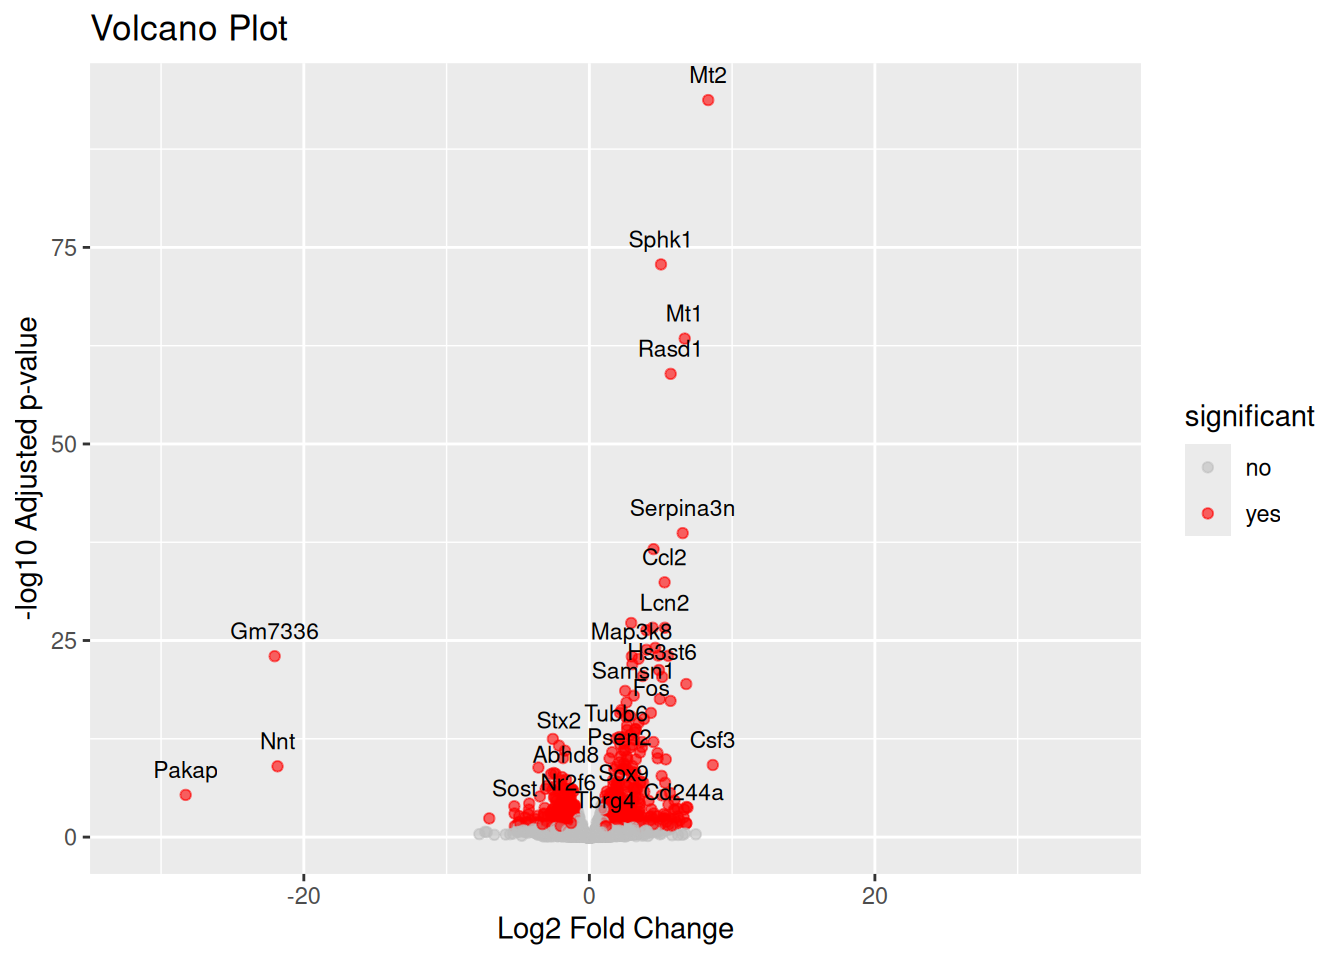 Volcano Plot
Mt2
Sphk1
75
Mt1
Rasd1
50
Serpina3n
Ccl2
Lcn2
25
Gm7336
Map3k8
Hs3st6
Samsn1
Fos
Tubb6
Stx2
Psen2
Csf3
Nnt
Abhd8
Pakap
Sox9
Nr2f6
Sost
Cd244a
Tbrg4
0
-20
0
20
Log2 Fold Change
-log10 Adjusted p-value
significant
no
yes